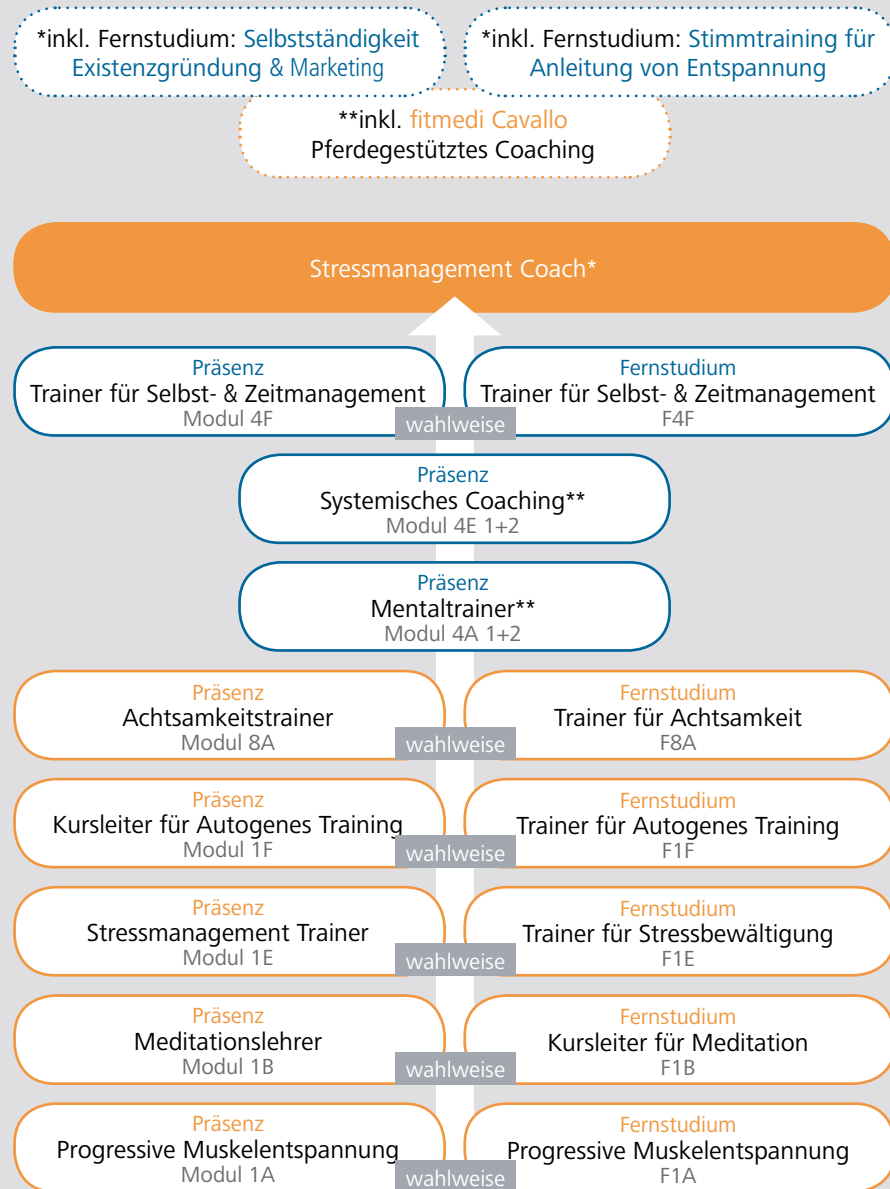 *inkl. Fernstudium: Selbstständigkeit
Existenzgründung & Marketing
*inkl. Fernstudium: Stimmtraining für
Anleitung von Entspannung
**inkl. fitmedi Cavallo
Pferdegestütztes Coaching
Stressmanagement Coach*
Präsenz
Trainer für Selbst- & Zeitmanagement
Modul 4F
wahlweise
Fernstudium
Trainer für Selbst- & Zeitmanagement
F4F
Präsenz
Systemisches Coaching**
Modul 4E 1+2
Präsenz
Mentaltrainer**
Modul 4A 1+2
Präsenz
Achtsamkeitstrainer
Modul 8A
wahlweise
Fernstudium
Trainer für Achtsamkeit
F8A
Präsenz
Kursleiter für Autogenes Training
Modul 1F
wahlweise
Fernstudium
Trainer für Autogenes Training
F1F
Präsenz
Stressmanagement Trainer
Modul 1E
wahlweise
Fernstudium
Trainer für Stressbewältigung
F1E
Präsenz
Meditationslehrer
Modul 1B
wahlweise
Fernstudium
Kursleiter für Meditation
F1B
Präsenz
Progressive Muskelentspannung
Modul 1A
wahlweise
Fernstudium
Progressive Muskelentspannung
F1A